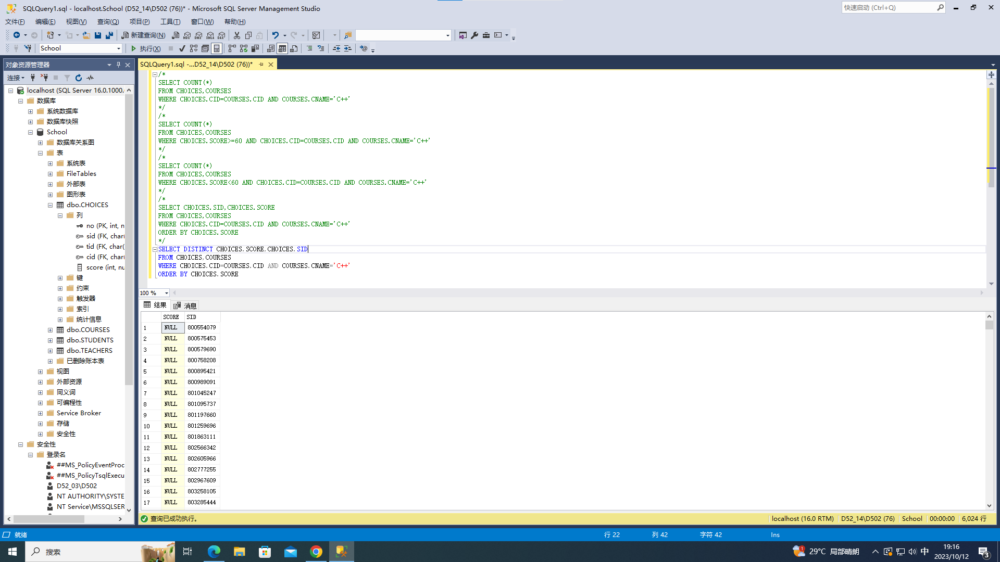 SQLQuery1.sql - localhost.School (D52_14\D502 (76))* - Microsoft SQL Server Management Studio
快速启动 (Ctrl+Q)
文件(F) 编辑(E) 视图(V) 查询(Q) 项目(P) 工具(T) 窗口(W) 帮助(H)
新建查询(N) MDX DMX XMLA DAX
School 执行(X)
对象资源管理器
SQLQuery1.sql -...D52_14\D502 (76))*
连接
localhost (SQL Server 16.0.1000.
数据库
系统数据库
数据库快照
School
数据库关系图
表
系统表
FileTables
外部表
图形表
dbo.CHOICES
列
no (PK, int, n
sid (FK, char(
tid (FK, char(
cid (FK, char(
score (int, nu
键
约束
触发器
索引
统计信息
dbo.COURSES
dbo.STUDENTS
dbo.TEACHERS
已删除账本表
视图
外部资源
同义词
可编程性
Service Broker
存储
安全性
安全性
登录名
##MS_PolicyEventProc
##MS_PolicyTsqlExecu
D52_03\D502
NT AUTHORITY\SYSTE
NT Service\MSSQLSER
/*
SELECT COUNT(*)
FROM CHOICES,COURSES
WHERE CHOICES.CID=COURSES.CID AND COURSES.CNAME='C++'
*/
/*
SELECT COUNT(*)
FROM CHOICES,COURSES
WHERE CHOICES.SCORE>=60 AND CHOICES.CID=COURSES.CID AND COURSES.CNAME='C++'
*/
/*
SELECT COUNT(*)
FROM CHOICES,COURSES
WHERE CHOICES.SCORE<60 AND CHOICES.CID=COURSES.CID AND COURSES.CNAME='C++'
*/
/*
SELECT CHOICES.SID,CHOICES.SCORE
FROM CHOICES,COURSES
WHERE CHOICES.CID=COURSES.CID AND COURSES.CNAME='C++'
ORDER BY CHOICES.SCORE
*/
SELECT DISTINCT CHOICES.SCORE,CHOICES.SID
FROM CHOICES,COURSES
WHERE CHOICES.CID=COURSES.CID AND COURSES.CNAME='C++'
ORDER BY CHOICES.SCORE
100 %
结果 消息
SCORE SID
1 NULL 800554079
2 NULL 800575453
3 NULL 800579690
4 NULL 800758208
5 NULL 800895421
6 NULL 800989091
7 NULL 801045247
8 NULL 801095737
9 NULL 801197660
10 NULL 801259696
11 NULL 801863111
12 NULL 802566342
13 NULL 802605966
14 NULL 802777255
15 NULL 802967609
16 NULL 803258105
17 NULL 803285444
查询已成功执行。 localhost (16.0 RTM) D52_14\D502 (76) School 00:00:00 6,024 行
就绪 行 22 列 42 字符 42 Ins
搜索 1 29°C 局部晴朗 中 19:16 3
2023/10/12